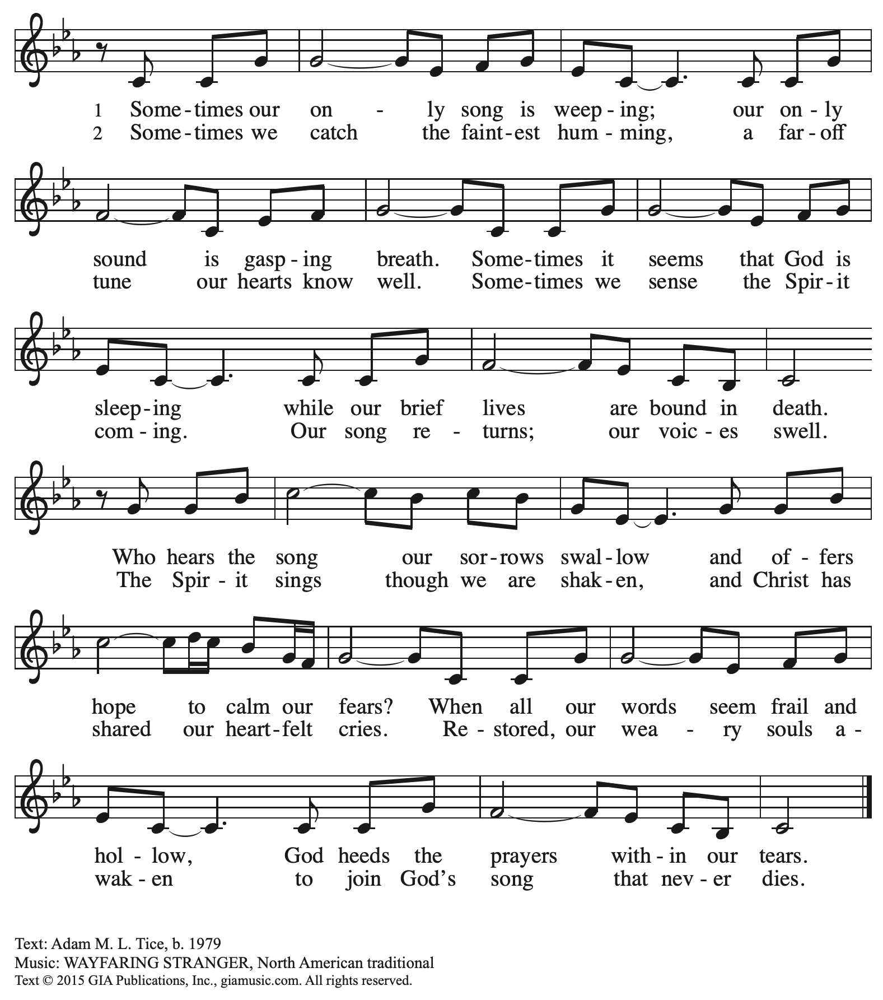 1 Some-times our on - ly song is weep - ing; our on - ly
2 Some-times we catch the faint-est hum - ming, a far-off
sound is gasp - ing breath. Some-times it seems that God is
tune our hearts know well. Some-times we sense the Spir-it
sleep-ing while our brief lives are bound in death.
com - ing. Our song re - turns; our voic - es swell.
Who hears the song our sor-rows swal-low and of - fers
The Spir - it sings though we are shak-en, and Christ has
hope to calm our fears? When all our words seem frail and
shared our heart-felt cries. Re - stored, our wea - ry souls a -
hol - low, God heeds the prayers with - in our tears.
wak - en to join God's song that nev - er dies.
Text: Adam M. L. Tice, b. 1979
Music: WAYFARING STRANGER, North American traditional
Text © 2015 GIA Publications, Inc., giamusic.com. All rights reserved.